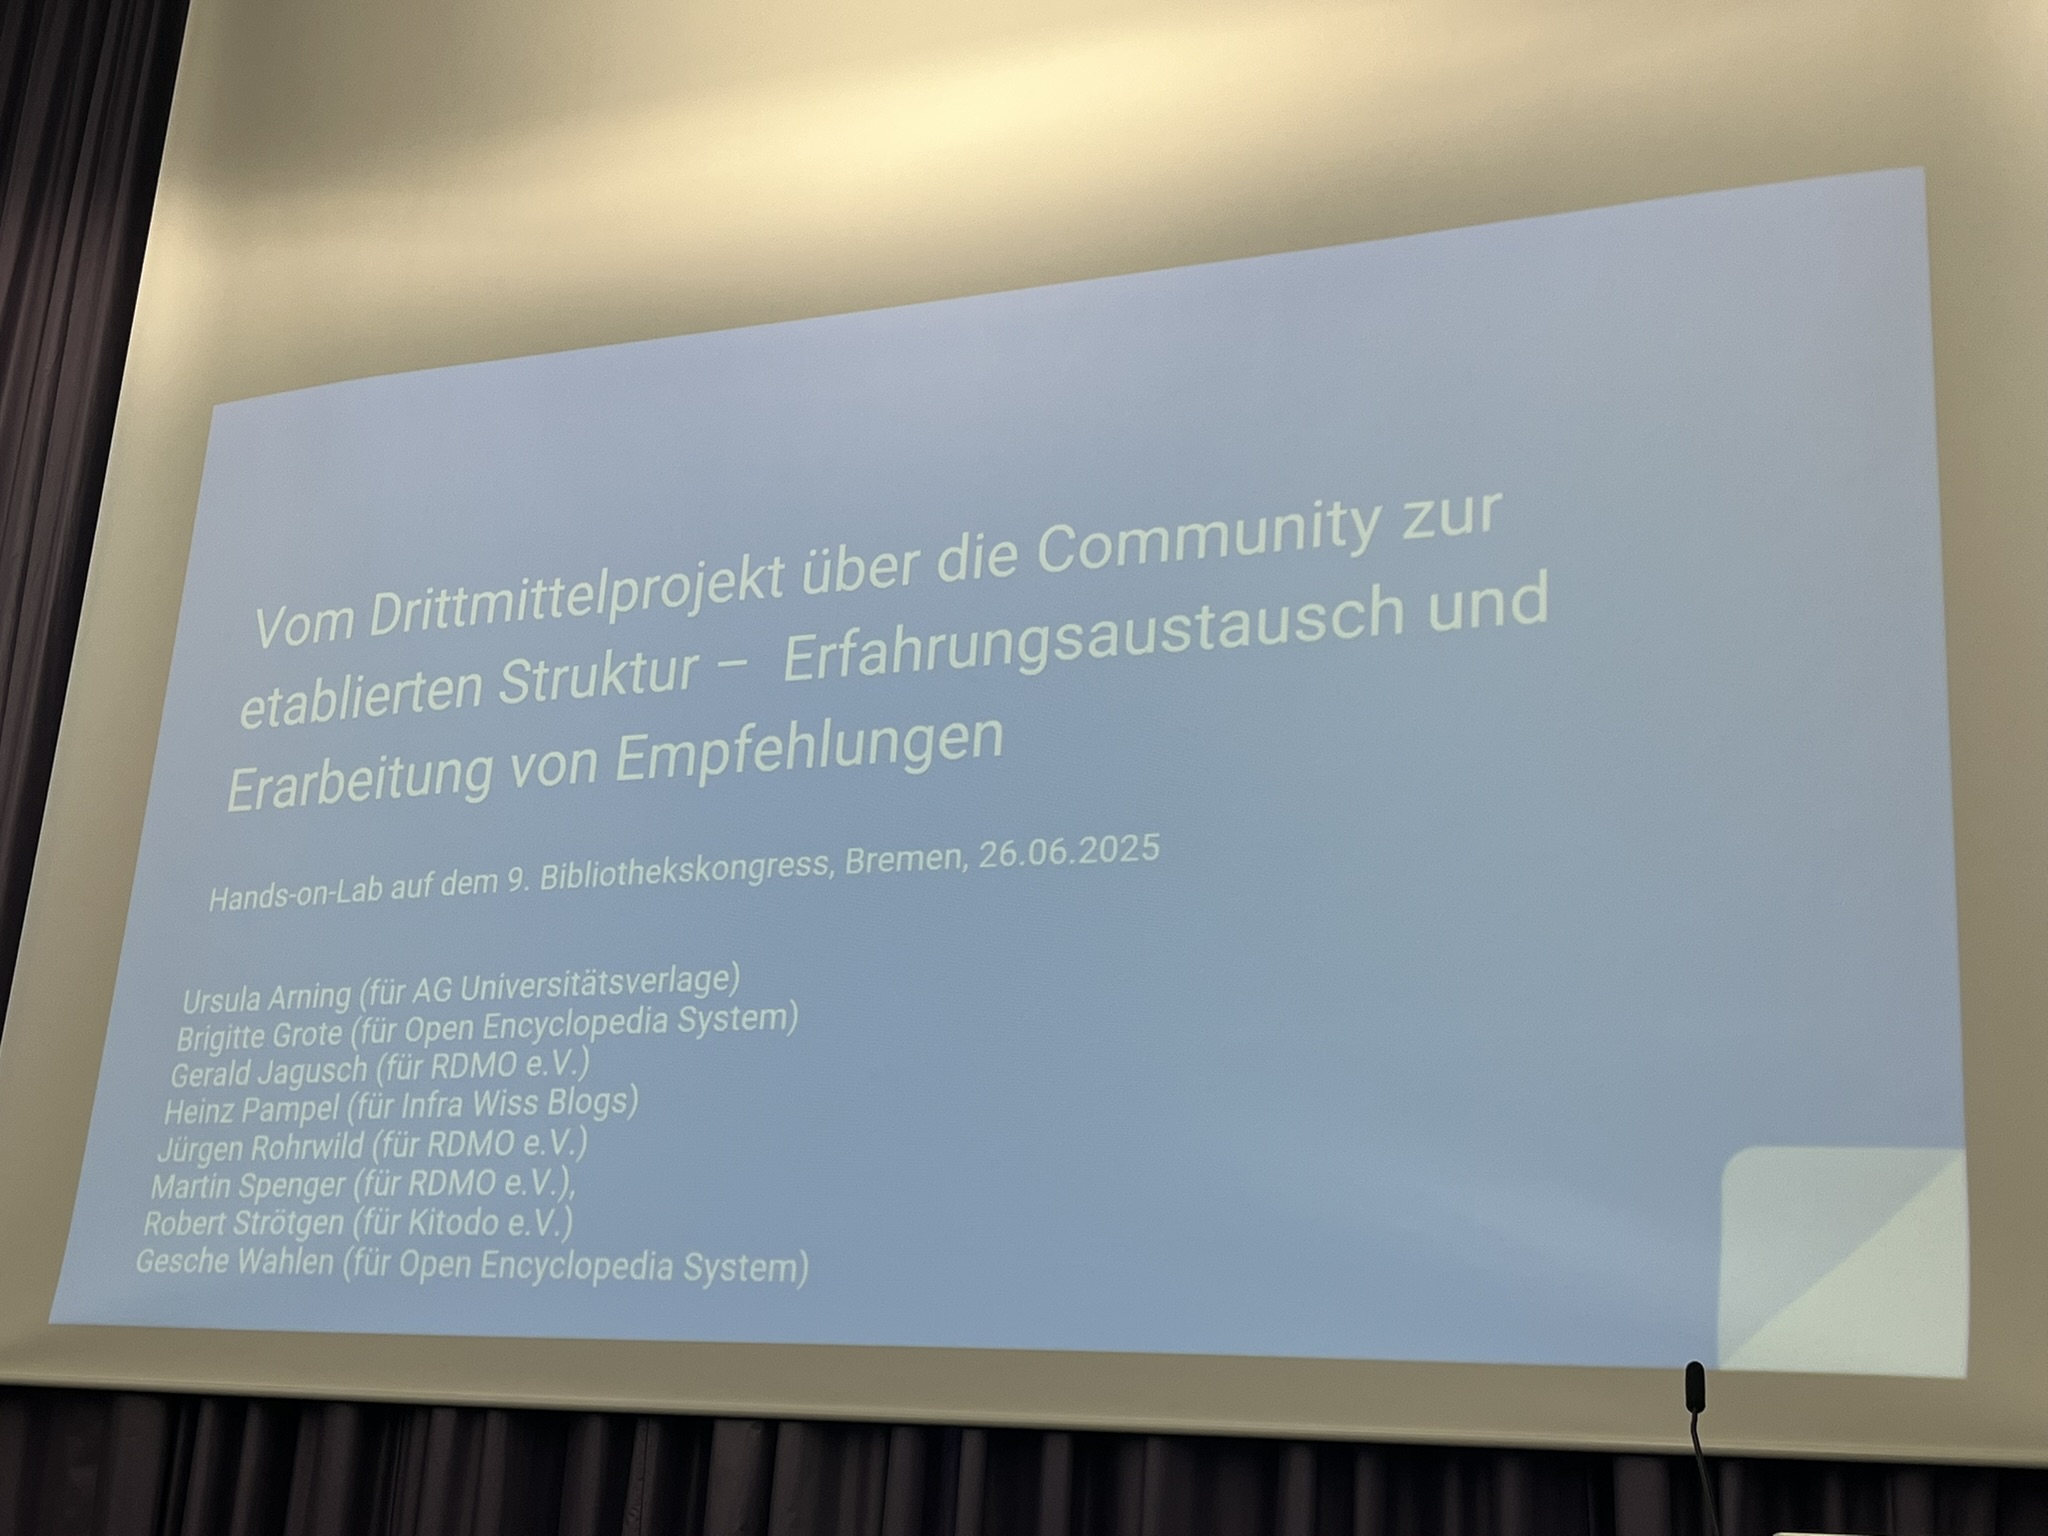 Vom Drittmittelprojekt über die Community zur
etablierten Struktur – Erfahrungsaustausch und
Erarbeitung von Empfehlungen
Hands-on-Lab auf dem 9. Bibliothekskongress, Bremen, 26.06.2025
Ursula Arning (für AG Universitätsverlage)
Brigitte Grote (für Open Encyclopedia System)
Gerald Jagusch (für RDMO e.V.)
Heinz Pampel (für Infra Wiss Blogs)
Jürgen Rohrwild (für RDMO e.V.)
Martin Spenger (für RDMO e.V.),
Robert Strötgen (für Kitodo e.V.)
Gesche Wahlen (für Open Encyclopedia System)